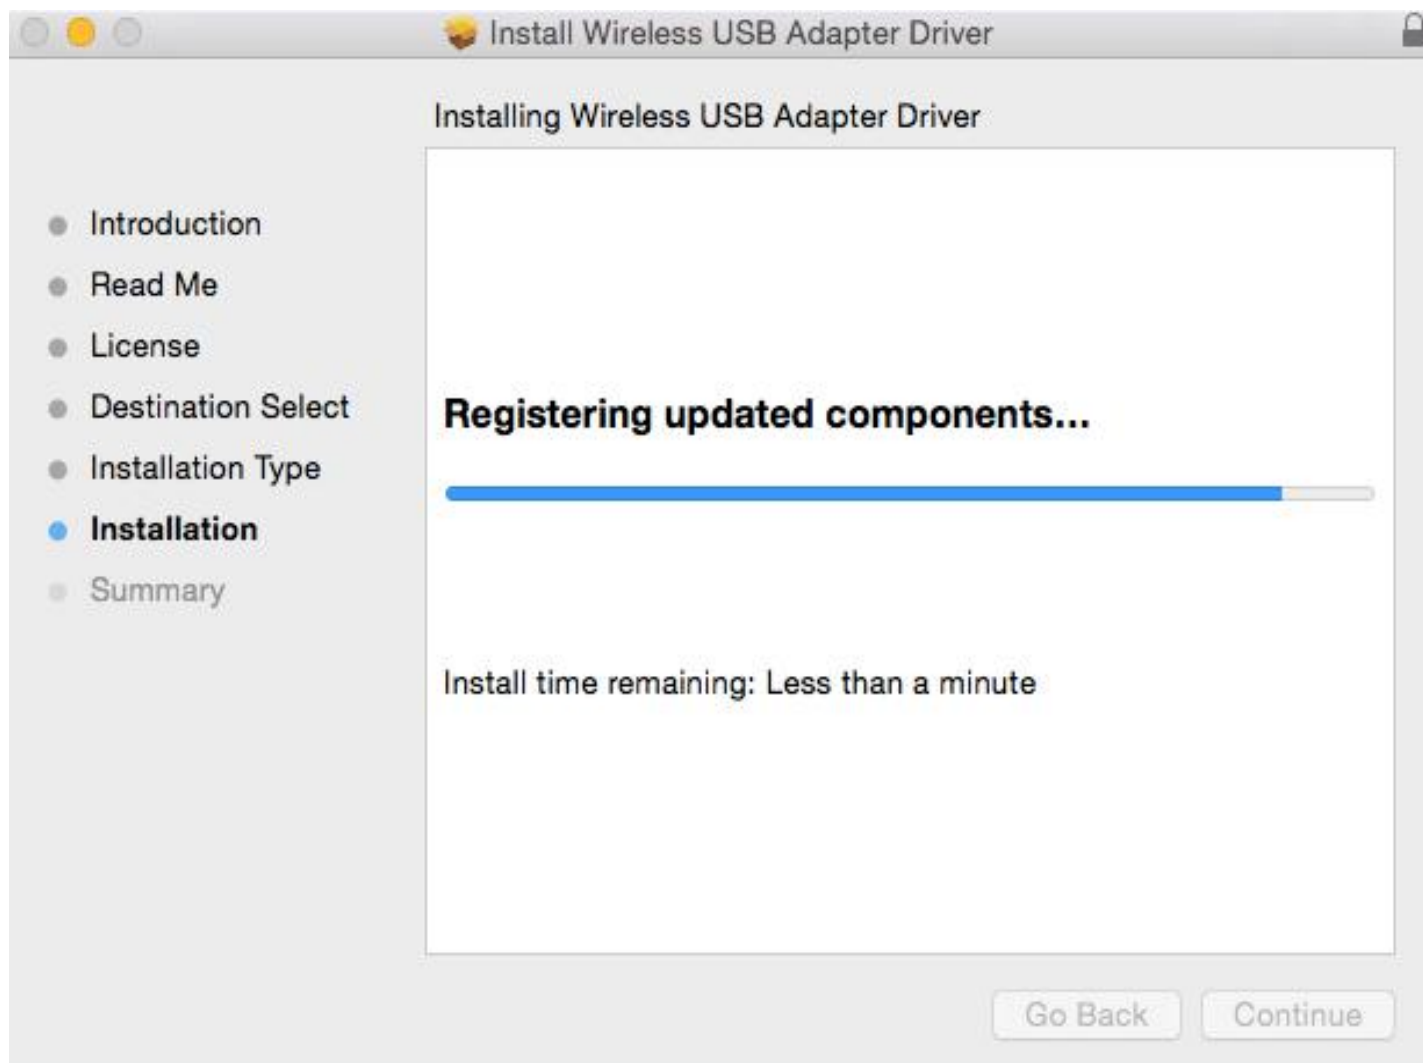 Install Wireless USB Adapter Driver
Installing Wireless USB Adapter Driver
Introduction
Read Me
License
Destination Select
Installation Type
Installation
Summary
Registering updated components...
Install time remaining: Less than a minute
Go Back
Continue